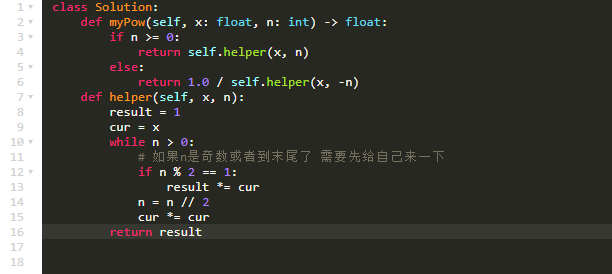 1 class Solution:
2     def myPow(self, x: float, n: int) -> float:
3         if n >= 0:
4             return self.helper(x, n)
5         else:
6             return 1.0 / self.helper(x, -n)
7     def helper(self, x, n):
8         result = 1
9         cur = x
10         while n > 0:
11             # 如果n是奇数或者到末尾了 需要先给自己来一下
12             if n % 2 == 1:
13                 result *= cur
14             n = n // 2
15             cur *= cur
16         return result
17
18